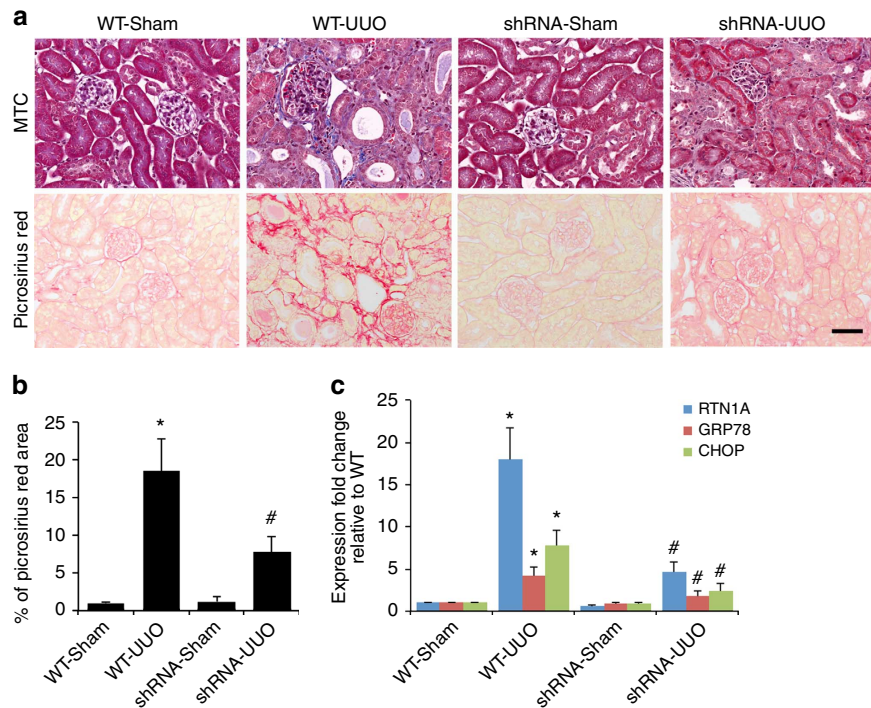 a
WT-Sham
WT-UUO
shRNA-Sham
shRNA-UUO
MTC
Picrosirius red
b
% of picrosirius red area
25
20
15
10
5
0
*
#
WT-Sham
WT-UUO
shRNA-Sham
shRNA-UUO
c
Expression fold change
relative to WT
25
20
15
10
5
0
*
*
*
#
#
#
RTN1A
GRP78
CHOP
WT-Sham
WT-UUO
shRNA-Sham
shRNA-UUO